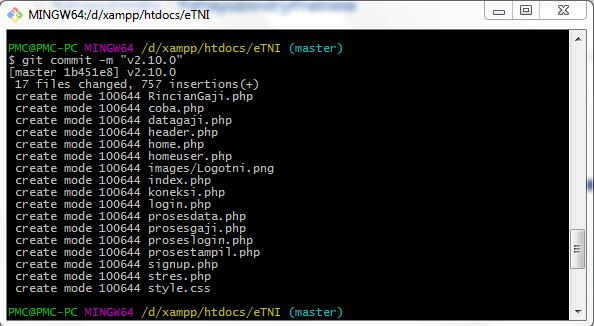 MINGW64:/d/xampp/htdocs/eTNI
PMC@PMC-PC MINGW64 /d/xampp/htdocs/eTNI (master)
$ git commit -m "v2.10.0"
[master 1b451e8] v2.10.0
 17 files changed, 757 insertions(+)
 create mode 100644 RincianGaji.php
 create mode 100644 coba.php
 create mode 100644 datagaji.php
 create mode 100644 header.php
 create mode 100644 home.php
 create mode 100644 homeuser.php
 create mode 100644 images/Logotni.png
 create mode 100644 index.php
 create mode 100644 koneksi.php
 create mode 100644 login.php
 create mode 100644 prosesdata.php
 create mode 100644 prosesgaji.php
 create mode 100644 proseslogin.php
 create mode 100644 prosestampil.php
 create mode 100644 signup.php
 create mode 100644 stres.php
 create mode 100644 style.css
PMC@PMC-PC MINGW64 /d/xampp/htdocs/eTNI (master)